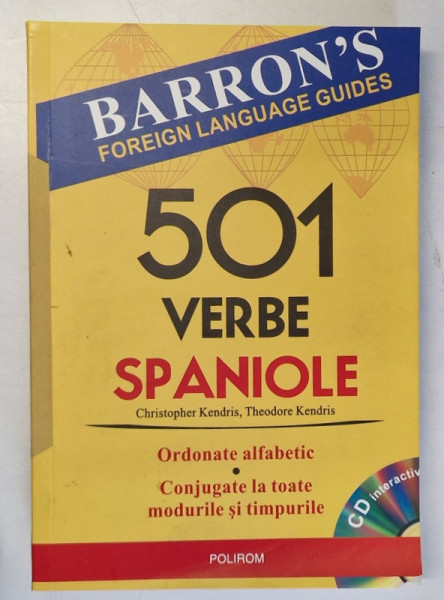 BARRON'S
FOREIGN LANGUAGE GUIDES
501
VERBE
SPANIOLE
Christopher Kendris, Theodore Kendris
Ordonate alfabetic
•
Conjugate la toate
modurile şi timpurile
CD interactiv
POLIROM